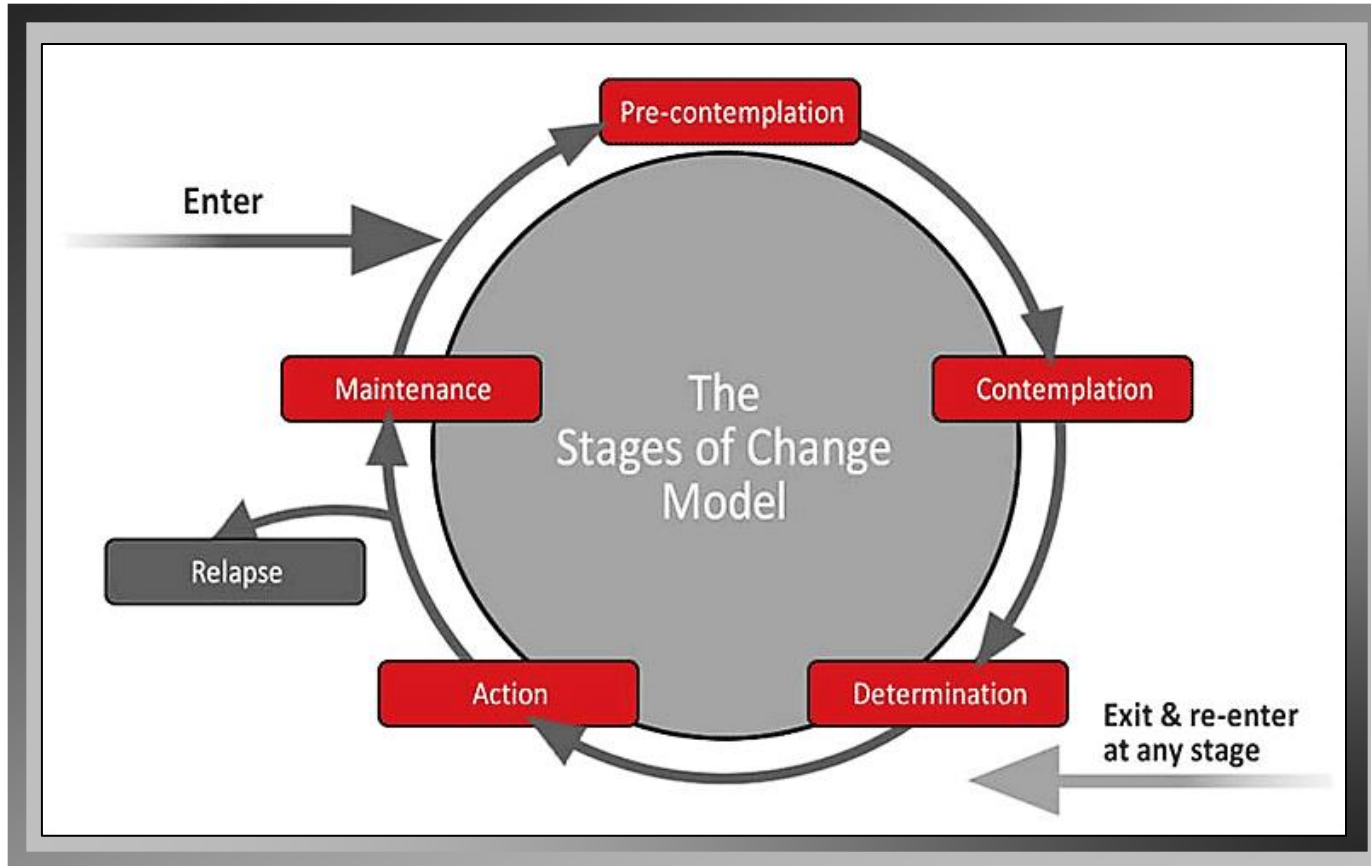 Pre-contemplation
Enter
Maintenance
Contemplation
The
Stages of Change
Model
Relapse
Action
Determination
Exit & re-enter
at any stage